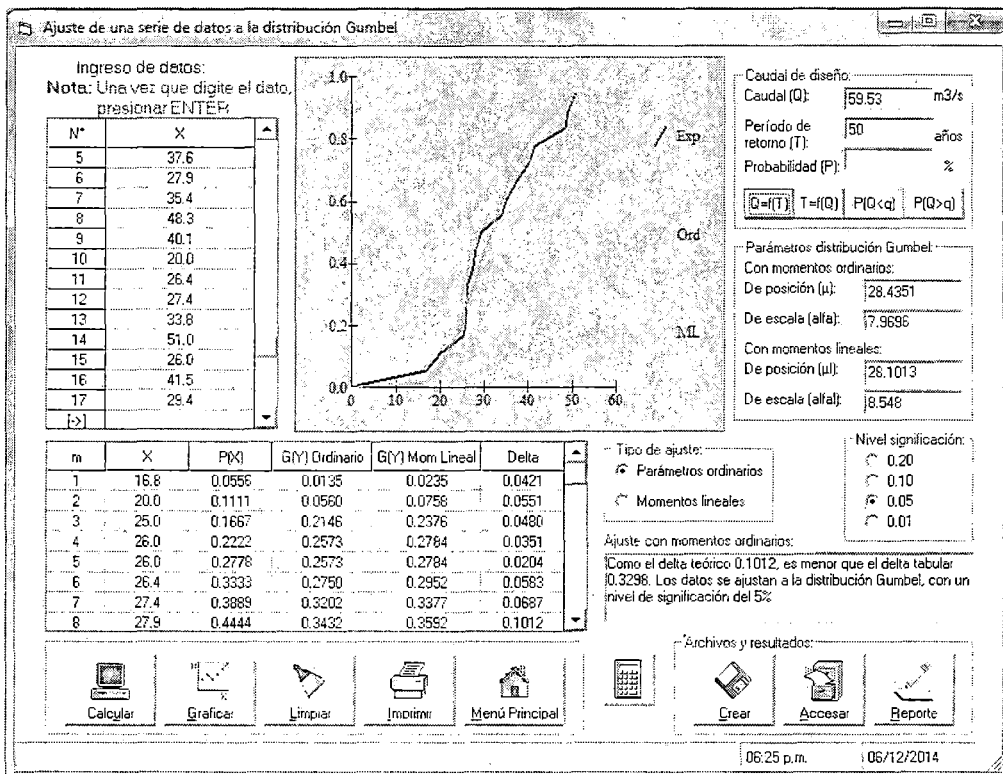 Ajuste de una serie de datos a la distribución Gumbel
Ingreso de datos:
Nota: Una vez que digite el dato,
presionar ENTER
N° X
5 37.6
6 27.9
7 35.4
8 48.3
9 40.1
10 20.0
11 26.4
12 27.4
13 33.8
14 51.0
15 26.0
16 41.5
17 29.4
[->]
1.0
0.8
0.6
0.4
0.2
0.0
0 10 20 30 40 50 60
Exp
Ord
ML
Caudal de diseño:
Caudal (Q): 59.53 m3/s
Período de
retorno (T): 50 años
Probabilidad (P): %
Q=f(T) T=f(Q) P(Q<q) P(Q>q)
Parámetros distribución Gumbel:
Con momentos ordinarios:
De posición (µ): 28.4351
De escala (alfa): 7.9696
Con momentos lineales:
De posición (µl): 28.1013
De escala (alfal): 8.548
m X P(X) G(Y) Ordinario G(Y) Mom Lineal Delta
1 16.8 0.0556 0.0135 0.0235 0.0421
2 20.0 0.1111 0.0560 0.0758 0.0551
3 25.0 0.1667 0.2146 0.2376 0.0480
4 26.0 0.2222 0.2573 0.2784 0.0351
5 26.0 0.2778 0.2573 0.2784 0.0204
6 26.4 0.3333 0.2750 0.2952 0.0583
7 27.4 0.3889 0.3202 0.3377 0.0687
8 27.9 0.4444 0.3432 0.3592 0.1012
Tipo de ajuste:
Parámetros ordinarios
Momentos lineales
Nivel significación:
0.20
0.10
0.05
0.01
Ajuste con momentos ordinarios:
Como el delta teórico 0.1012, es menor que el delta tabular
0.3298. Los datos se ajustan a la distribución Gumbel, con un
nivel de significación del 5%
Calcular Graficar Limpiar Imprimir Menú Principal
Archivos y resultados:
Crear Accesar Reporte
06:25 p.m. 06/12/2014